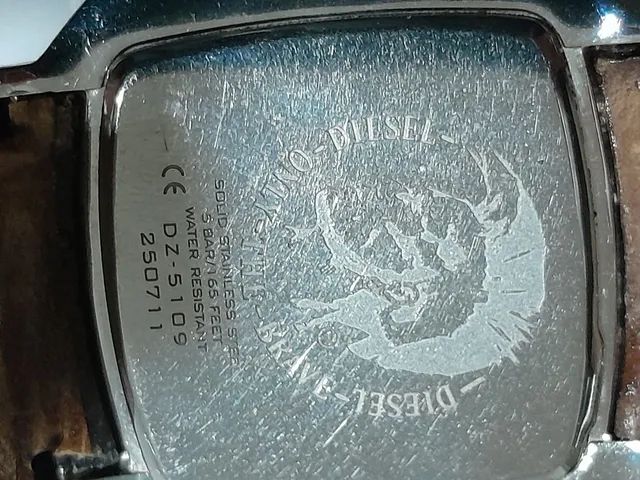 DIESEL - ONLY THE BRAVE - DIESEL -
SOLID STAINLESS STEEL
5 BAR/165 FEET
WATER RESISTANT
CE DZ-5109
250711